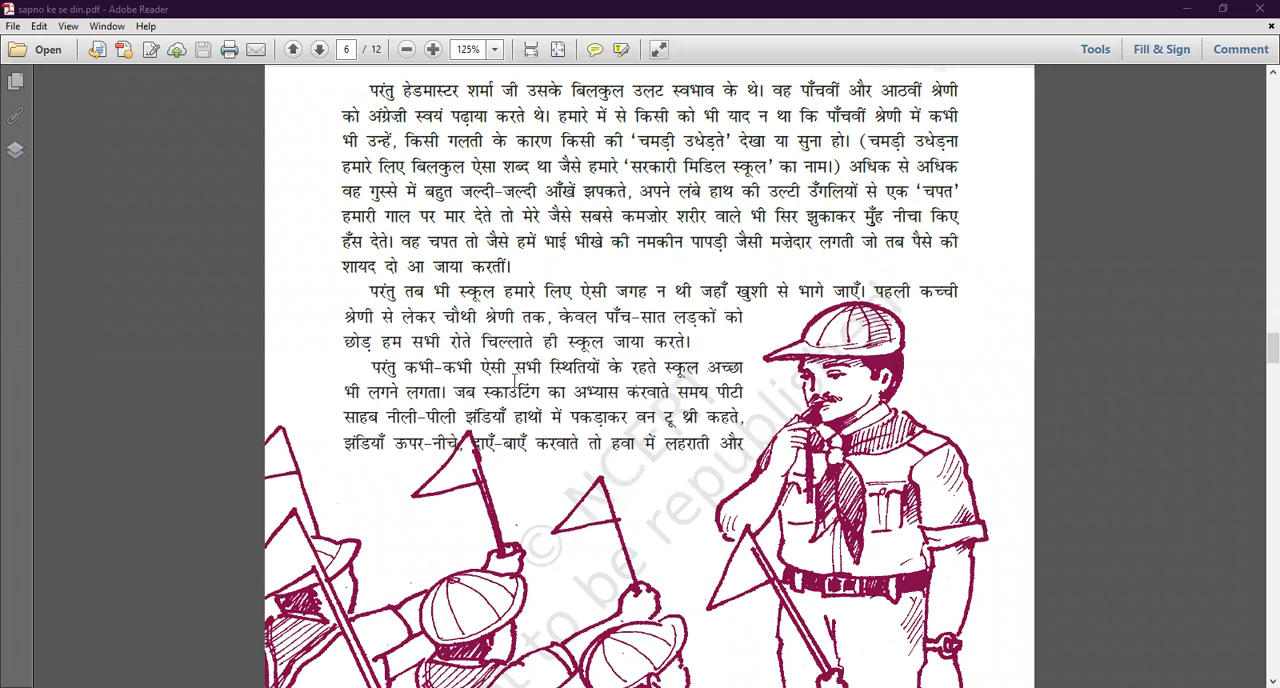 sapno ke se din.pdf - Adobe Reader
File Edit View Window Help
Open 6 / 12 125% Tools Fill & Sign Comment
परंतु हेडमास्टर शर्मा जी उसके बिलकुल उलट स्वभाव के थे। वह पाँचवीं और आठवीं श्रेणी
को अंग्रेजी स्वयं पढ़ाया करते थे। हमारे में से किसी को भी याद न था कि पाँचवीं श्रेणी में कभी
भी उन्हें, किसी गलती के कारण किसी की ‘चमड़ी उधेड़ते’ देखा या सुना हो। (चमड़ी उधेड़ना
हमारे लिए बिलकुल ऐसा शब्द था जैसे हमारे ‘सरकारी मिडिल स्कूल’ का नाम।) अधिक से अधिक
वह गुस्से में बहुत जल्दी-जल्दी आँखें झपकते, अपने लंबे हाथ की उल्टी उँगलियों से एक ‘चपत’
हमारी गाल पर मार देते तो मेरे जैसे सबसे कमजोर शरीर वाले भी सिर झुकाकर मुँह नीचा किए
हँस देते। वह चपत तो जैसे हमें भाई भीखे की नमकीन पापड़ी जैसी मज़ेदार लगती जो तब पैसे की
शायद दो आ जाया करतीं।
परंतु तब भी स्कूल हमारे लिए ऐसी जगह न थी जहाँ खुशी से भागे जाएँ। पहली कच्ची
श्रेणी से लेकर चौथी श्रेणी तक, केवल पाँच-सात लड़कों को
छोड़ हम सभी रोते चिल्लाते ही स्कूल जाया करते।
परंतु कभी-कभी ऐसी सभी स्थितियों के रहते स्कूल अच्छा
भी लगने लगता। जब स्काउटिंग का अभ्यास करवाते समय पीटी
साहब नीली-पीली झंडियाँ हाथों में पकड़ाकर वन टू थ्री कहते,
झंडियाँ ऊपर-नीचे, दाएँ-बाएँ करवाते तो हवा में लहराती और
© NCERT
to be republished